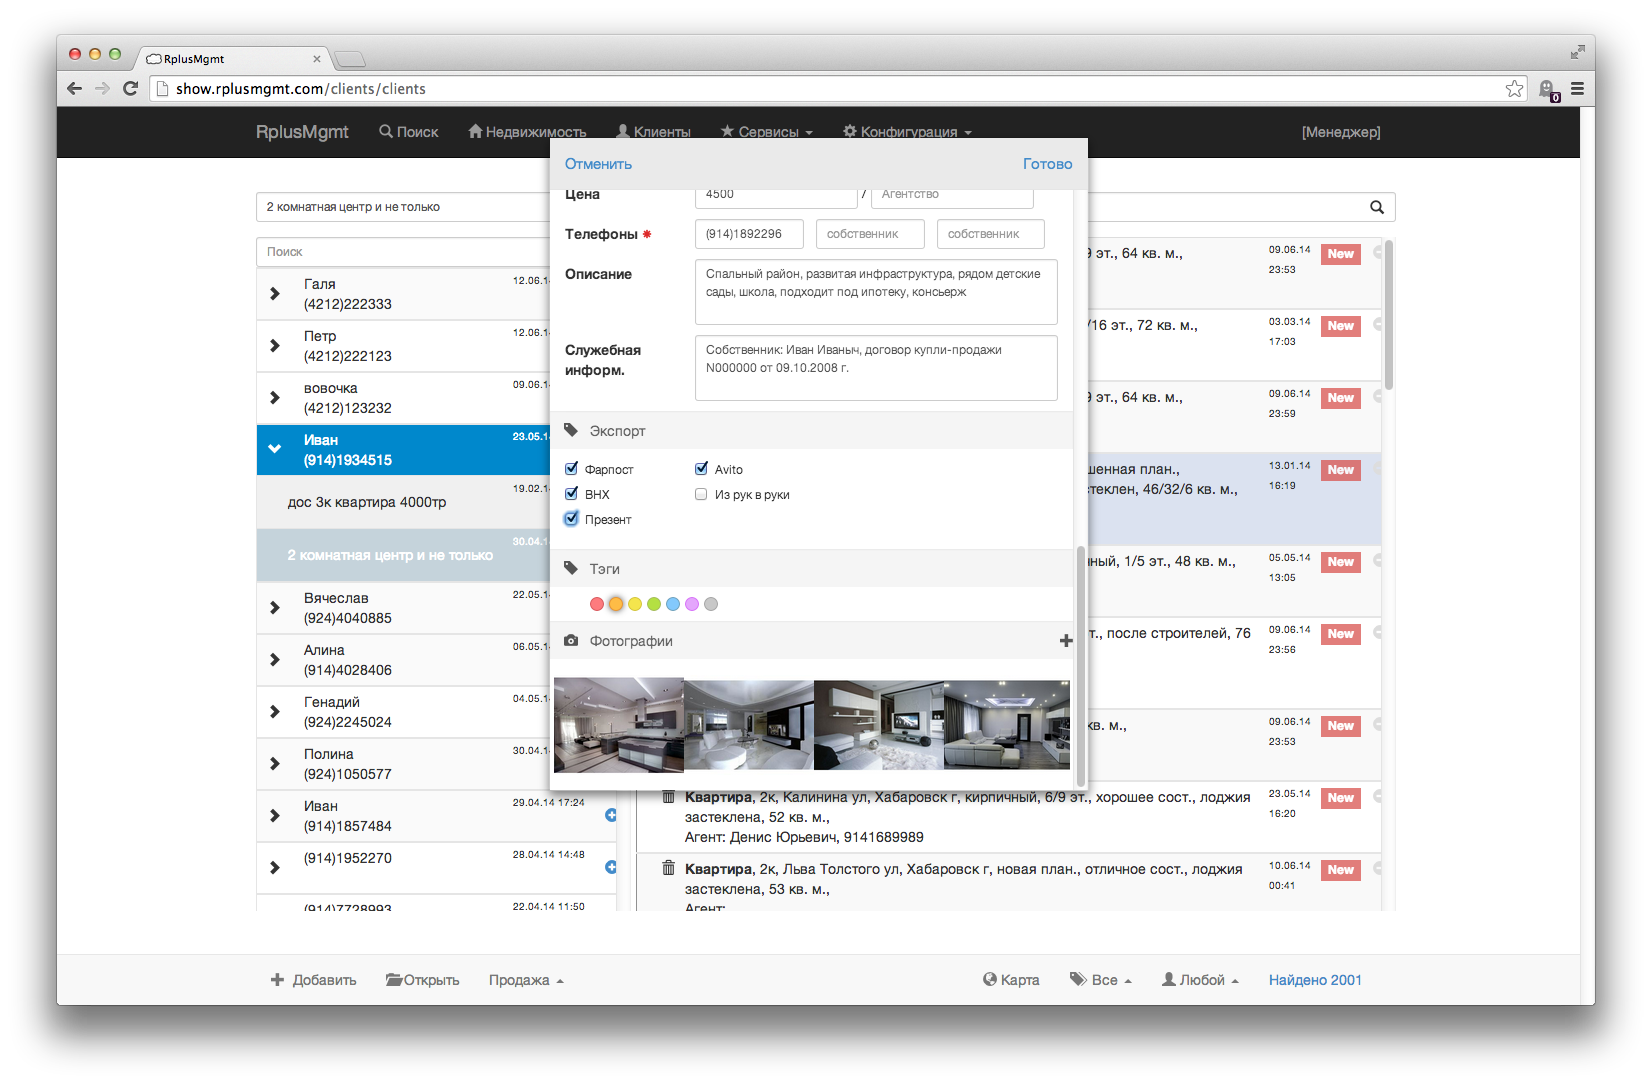 RplusMgmt
show.rplusmgmt.com/clients/clients
0
RplusMgmt Поиск Недвижимость Клиенты Сервисы Конфигурация [Менеджер]
2 комнатная центр и не только
Поиск
Галя 12.06.1
(4212)222333
Петр 12.06.1
(4212)222123
вовочка 09.06.1
(4212)123232
Иван 23.05.1
(914)1934515
дос 3к квартира 4000тр 19.02.1
2 комнатная центр и не только 30.04.1
Вячеслав 22.05.1
(924)4040885
Алина 06.05.1
(914)4028406
Генадий 04.05.1
(924)2245024
Полина 30.04.1
(924)1050577
Иван 29.04.14 17:24
(914)1857484
(914)1952270 28.04.14 14:48
(914)7728993 22.04.14 11:50
Отменить Готово
Цена 4500 / Агентство
Телефоны * (914)1892296 собственник собственник
Описание
Спальный район, развитая инфраструктура, рядом детские
сады, школа, подходит под ипотеку, консьерж
Служебная
информ.
Собственник: Иван Иваныч, договор купли-продажи
N000000 от 09.10.2008 г.
Экспорт
Фарпост Avito
ВНХ Из рук в руки
Презент
Тэги
Фотографии
9 эт., 64 кв. м., 09.06.14 New
23:53
/16 эт., 72 кв. м., 03.03.14 New
17:03
9 эт., 64 кв. м., 09.06.14 New
23:59
шенная план., 13.01.14 New
стеклен, 46/32/6 кв. м., 16:19
ный, 1/5 эт., 48 кв. м., 05.05.14 New
13:05
т., после строителей, 76 09.06.14 New
23:56
кв. м., 09.06.14 New
23:53
Квартира, 2к, Калинина ул, Хабаровск г, кирпичный, 6/9 эт., хорошее сост., лоджия 23.05.14 New
застеклена, 52 кв. м., 16:20
Агент: Денис Юрьевич, 9141689989
Квартира, 2к, Льва Толстого ул, Хабаровск г, новая план., отличное сост., лоджия 10.06.14 New
застеклена, 53 кв. м., 00:41
Агент:
Добавить Открыть Продажа Карта Все Любой Найдено 2001